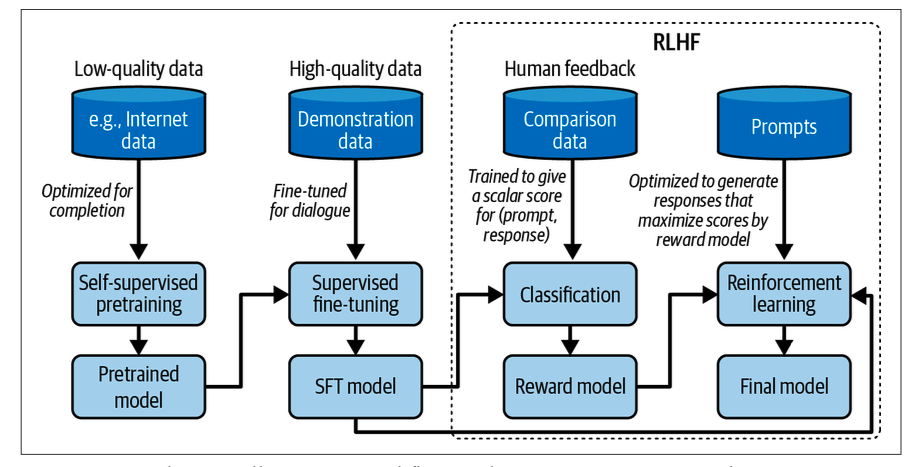 RLHF
Low-quality data
e.g., Internet
data
Optimized for
completion
Self-supervised
pretraining
Pretrained
model
High-quality data
Demonstration
data
Fine-tuned
for dialogue
Supervised
fine-tuning
SFT model
Human feedback
Comparison
data
Trained to give
a scalar score
for (prompt,
response)
Classification
Reward model
Prompts
Optimized to generate
responses that
maximize scores by
reward model
Reinforcement
learning
Final model